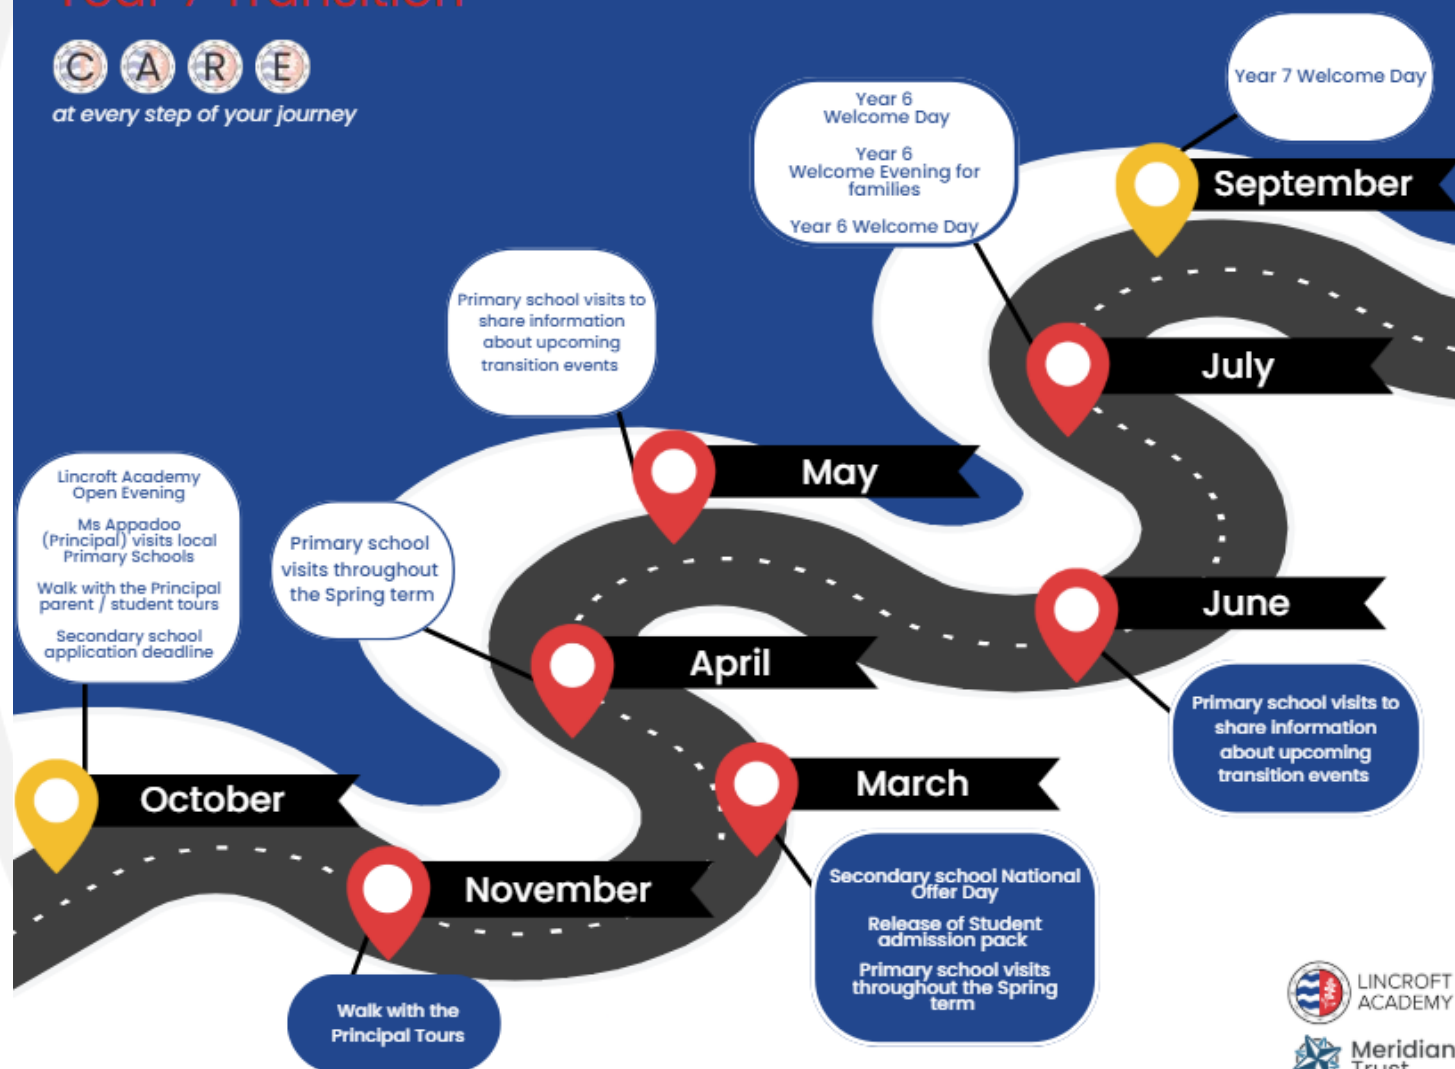 Year 7 Transition
C A R E
at every step of your journey
Year 7 Welcome Day
September
Year 6
Welcome Day
Year 6
Welcome Evening for
families
Year 6 Welcome Day
July
Primary school visits to
share information
about upcoming
transition events
May
June
Primary school visits to
share information
about upcoming
transition events
Primary school
visits throughout
the Spring term
April
March
Secondary school National
Offer Day
Release of Student
admission pack
Primary school visits
throughout the Spring
term
Lincroft Academy
Open Evening
Ms Appadoo
(Principal) visits local
Primary Schools
Walk with the Principal
parent / student tours
Secondary school
application deadline
October
November
Walk with the
Principal Tours
LINCROFT
ACADEMY
Meridian
Trust